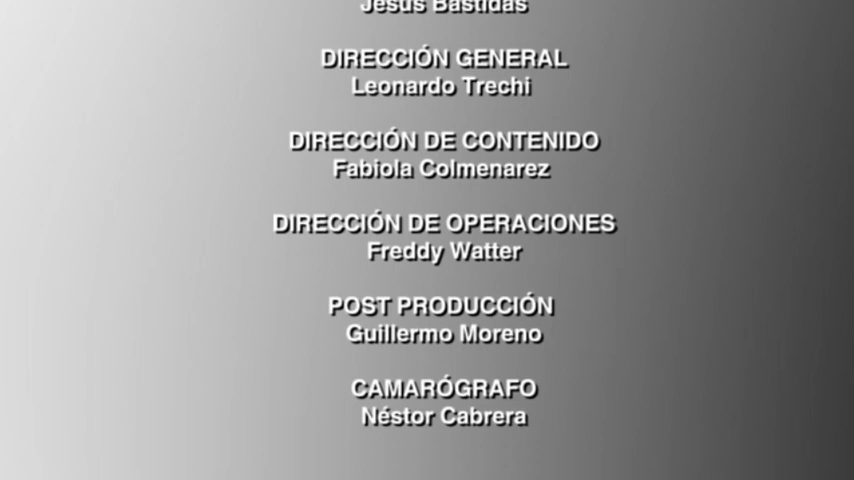 Jesús Bastidas
DIRECCIÓN GENERAL
Leonardo Trechi
DIRECCIÓN DE CONTENIDO
Fabiola Colmenarez
DIRECCIÓN DE OPERACIONES
Freddy Watter
POST PRODUCCIÓN
Guillermo Moreno
CAMARÓGRAFO
Néstor Cabrera